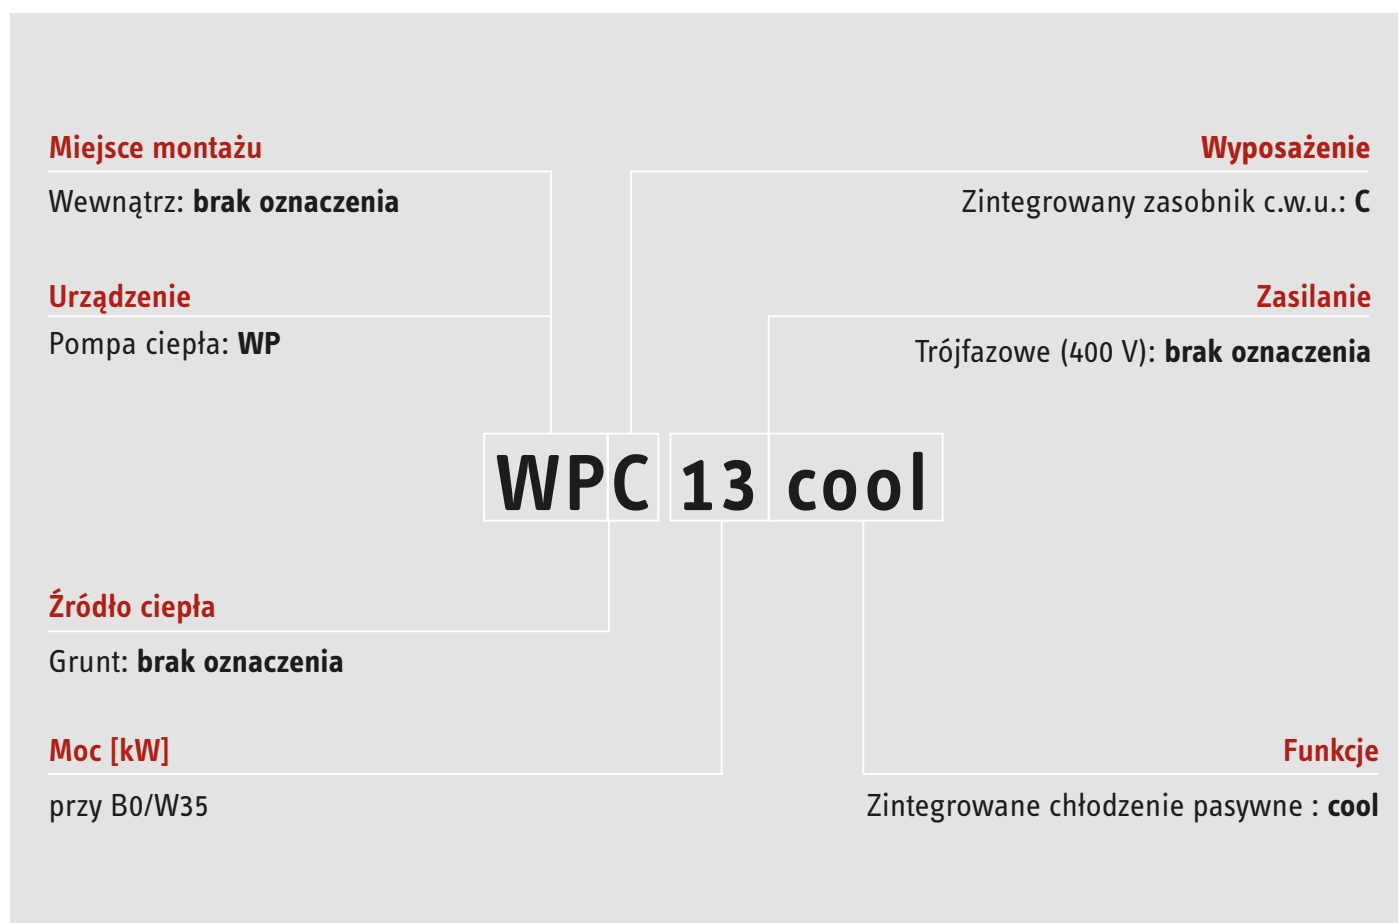 Miejsce montażu
Wewnątrz: brak oznaczenia
Urządzenie
Pompa ciepła: WP
Wyposażenie
Zintegrowany zasobnik c.w.u.: C
Zasilanie
Trójfazowe (400 V): brak oznaczenia
WPC 13 cool
Źródło ciepła
Grunt: brak oznaczenia
Moc [kW]
przy B0/W35
Funkcje
Zintegrowane chłodzenie pasywne : cool